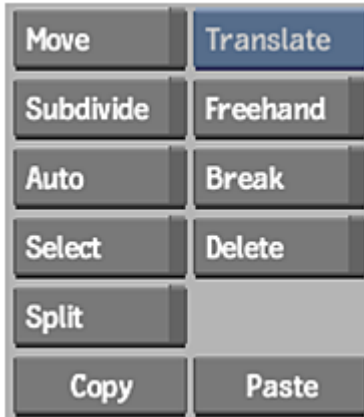 Move Translate
Subdivide Freehand
Auto Break
Select Delete
Split
Copy Paste